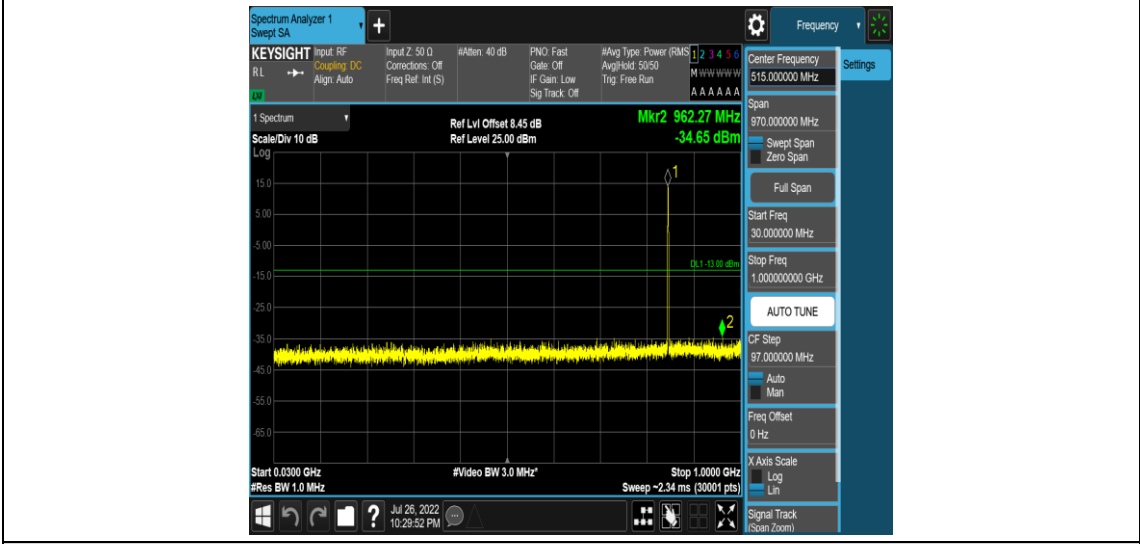 Spectrum Analyzer 1
Swept SA
+
Frequency
KEYSIGHT
RL
Input: RF
Coupling: DC
Align: Auto
Input Z: 50 Ω
Corrections: Off
Freq Ref: Int (S)
#Atten: 40 dB
PNO: Fast
Gate: Off
IF Gain: Low
Sig Track: Off
#Avg Type: Power (RMS
Avg|Hold: 50/50
Trig: Free Run
1 2 3 4 5 6
M W W W W W
A A A A A A
1 Spectrum
Scale/Div 10 dB
Log
Ref Lvl Offset 8.45 dB
Ref Level 25.00 dBm
Mkr2 962.27 MHz
-34.65 dBm
15.0
5.00
-5.00
-15.0
-25.0
-35.0
-45.0
-55.0
-65.0
1
DL1 -13.00 dBm
2
Start 0.0300 GHz
#Res BW 1.0 MHz
#Video BW 3.0 MHz*
Stop 1.0000 GHz
Sweep ~2.34 ms (30001 pts)
?
Jul 26, 2022
10:29:52 PM
Center Frequency
515.000000 MHz
Settings
Span
970.000000 MHz
Swept Span
Zero Span
Full Span
Start Freq
30.000000 MHz
Stop Freq
1.000000000 GHz
AUTO TUNE
CF Step
97.000000 MHz
Auto
Man
Freq Offset
0 Hz
X Axis Scale
Log
Lin
Signal Track
(Span Zoom)